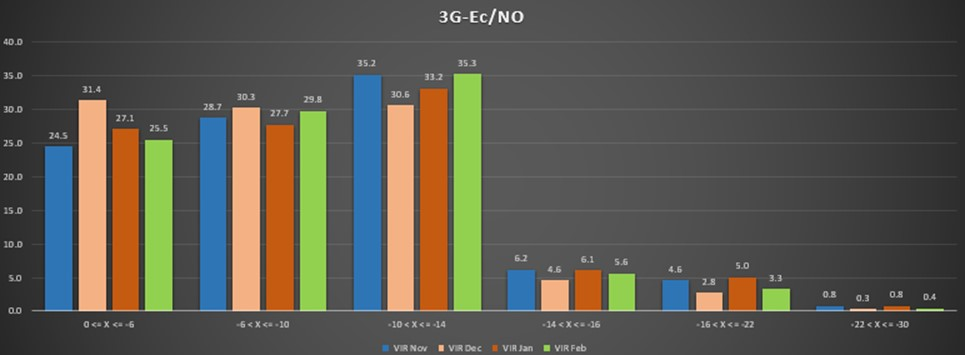 3G-Ec/NO
40.0
35.0
30.0
25.0
20.0
15.0
10.0
5.0
0.0
24.5 31.4 27.1 25.5
28.7 30.3 27.7 29.8
35.2 30.6 33.2 35.3
6.2 4.6 6.1 5.6
4.6 2.8 5.0 3.3
0.8 0.3 0.8 0.4
0 <= X <= -6 -6 < X <= -10 -10 < X <= -14 -14 < X <= -16 -16 < X <= -22 -22 < X <= -30
VIR Nov VIR Dec VIR Jan VIR Feb